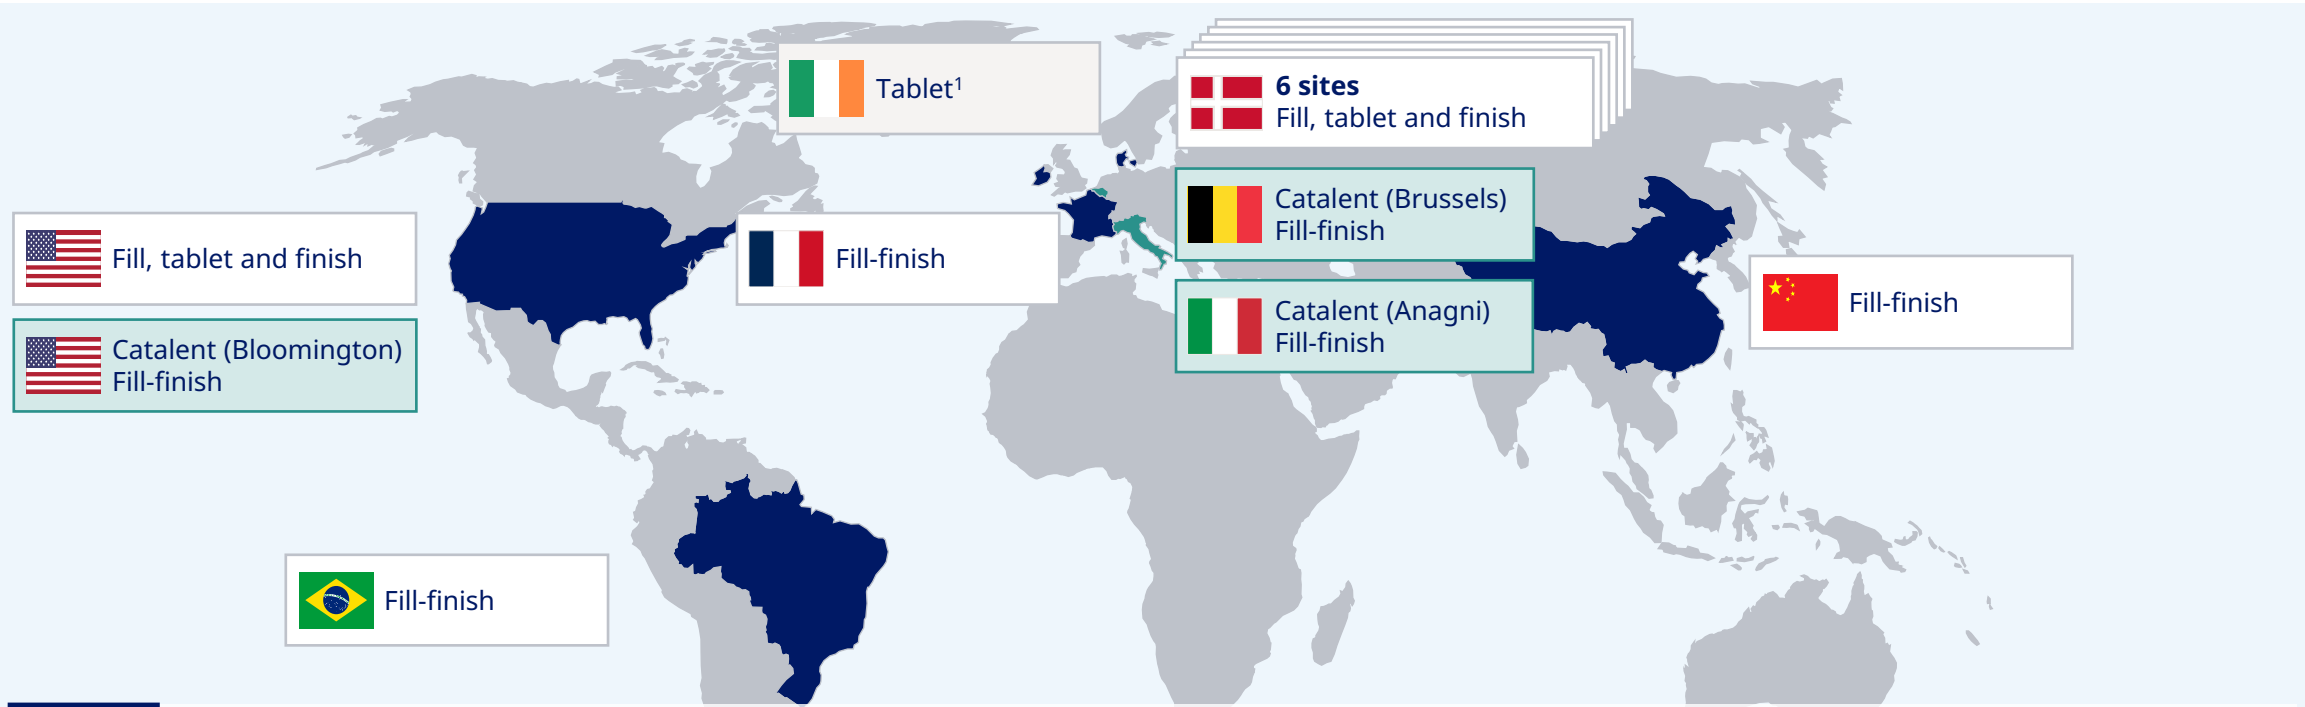 Tablet¹
6 sites
Fill, tablet and finish
Catalent (Brussels)
Fill-finish
Fill, tablet and finish
Fill-finish
Catalent (Anagni)
Fill-finish
Fill-finish
Catalent (Bloomington)
Fill-finish
Fill-finish